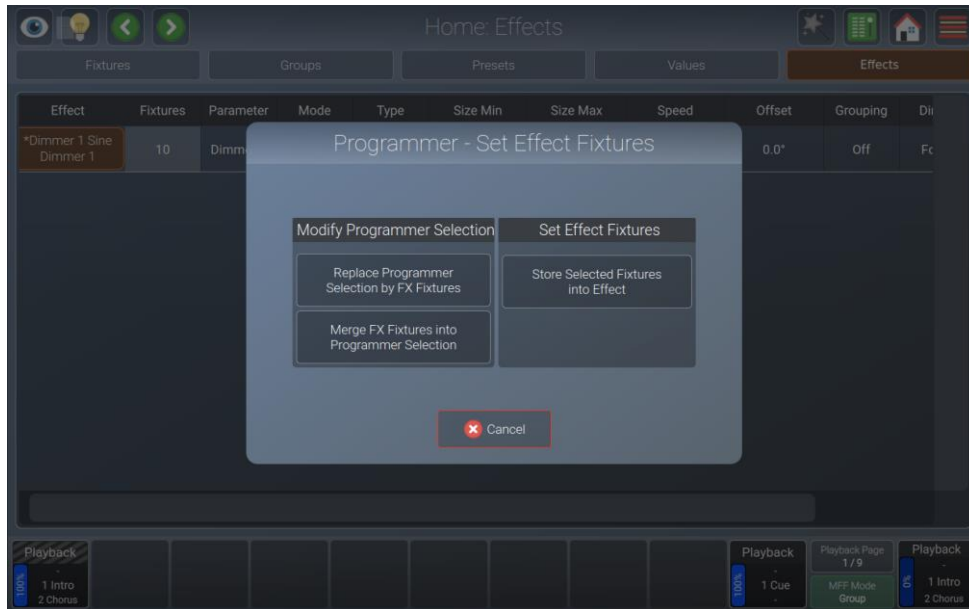 Home: Effects
Fixtures
Groups
Presets
Values
Effects
Effect
Fixtures
Parameter
Mode
Type
Size Min
Size Max
Speed
Offset
Grouping
Di
*Dimmer 1 Sine
Dimmer 1
10
Dimm
0.0°
Off
Fo
Programmer - Set Effect Fixtures
Modify Programmer Selection
Set Effect Fixtures
Replace Programmer
Selection by FX Fixtures
Store Selected Fixtures
into Effect
Merge FX Fixtures into
Programmer Selection
Cancel
Playback
-
100%
1 Intro
2 Chorus
Playback
-
100%
1 Cue
-
Playback Page
1 / 9
MFF Mode
Group
Playback
-
0%
1 Intro
2 Chorus